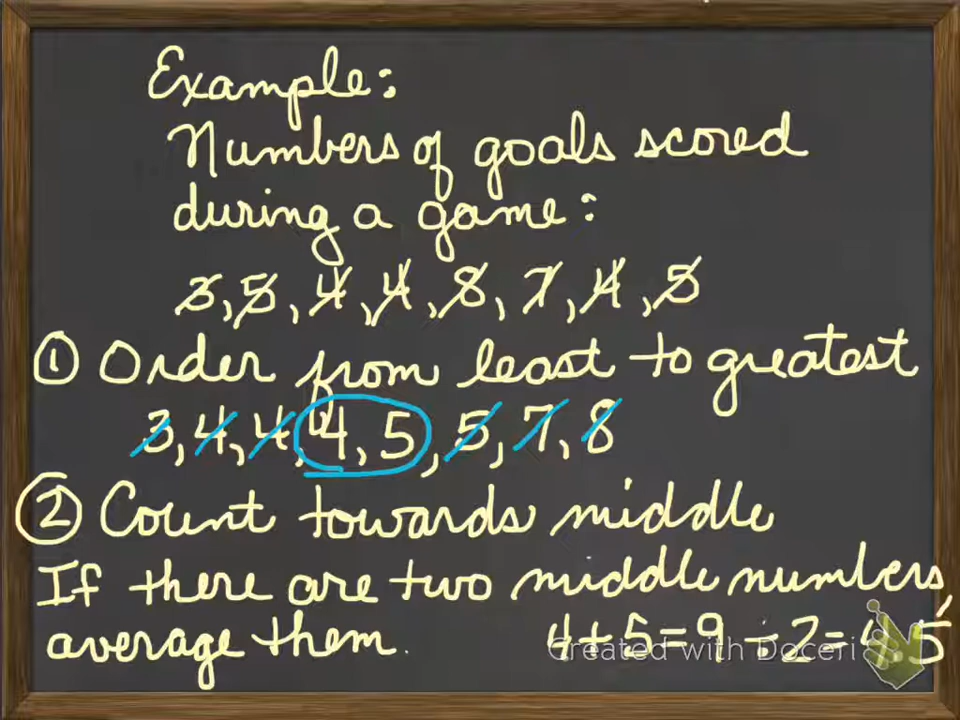 Example:
Numbers of goals scored
during a game:
3, 5, 4, 4, 8, 7, 4, 5
① Order from least to greatest
3, 4, 4, 4, 5, 5, 7, 8
② Count towards middle
If there are two middle numbers,
average them. 4+5=9 ÷ 2=4.5
Created with Doceri